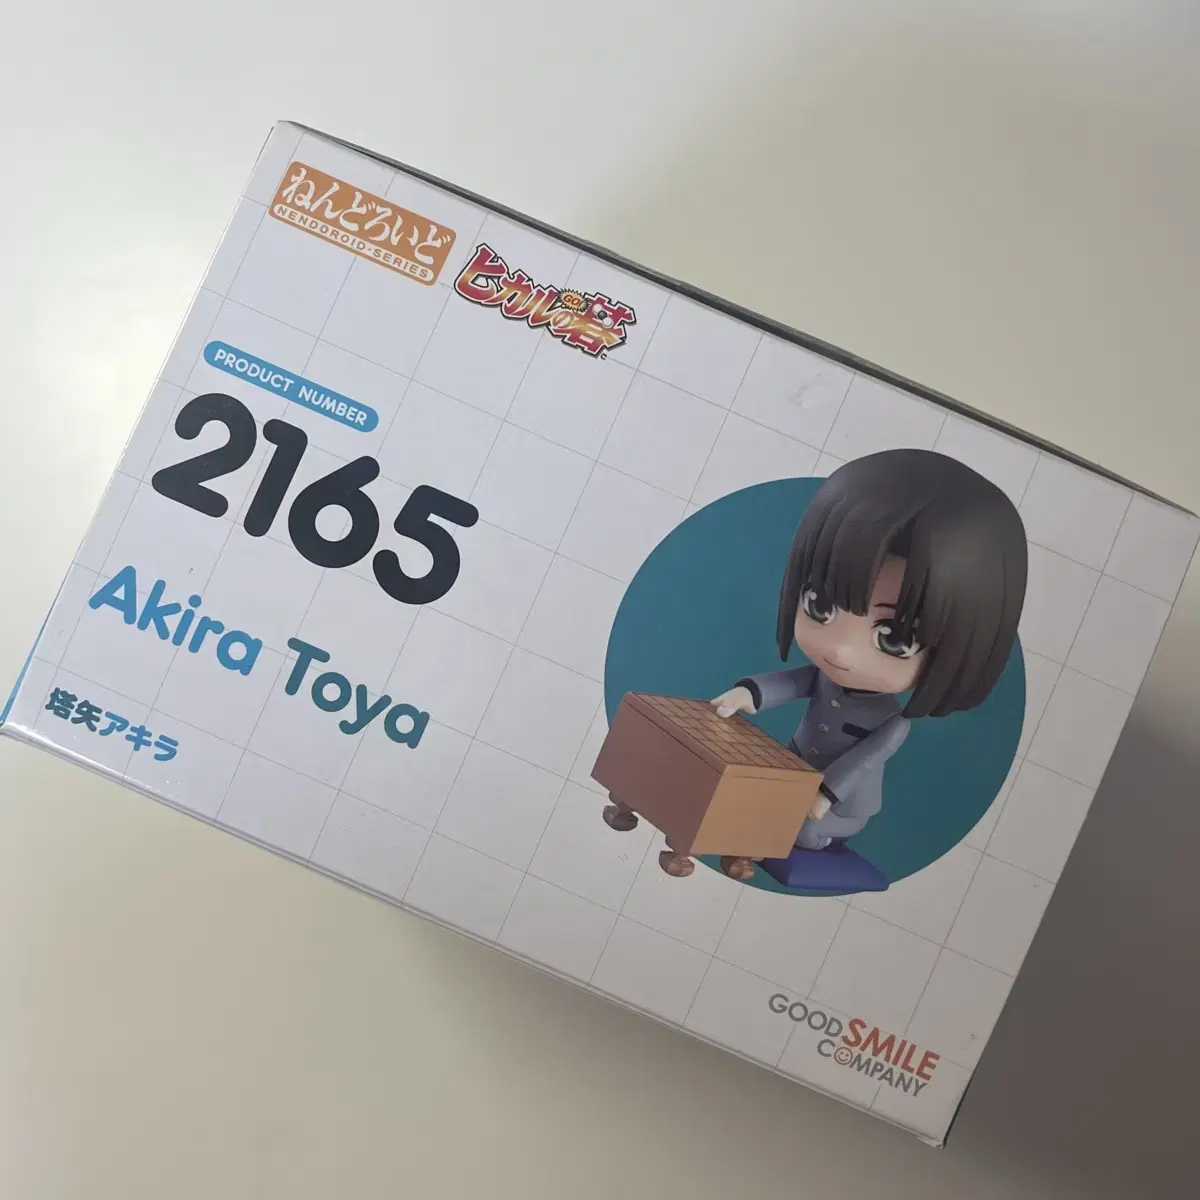 ねんどろいど
NENDOROID-SERIES
ヒカルの碁
GO!
PRODUCT NUMBER
2165
Akira Toya
塔矢アキラ
GOOD SMILE
COMPANY